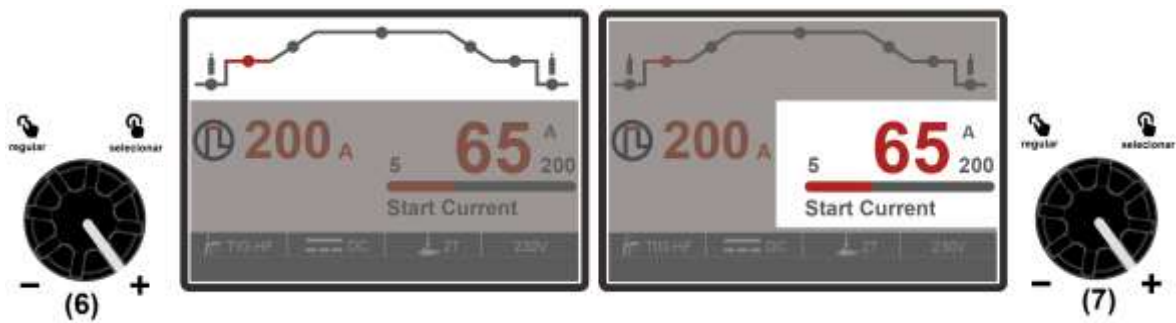 regular
selecionar
200 A
65 A
5
200
Start Current
TIG HF
DC
2T
230V
- +
(6)
200 A
65 A
5
200
Start Current
TIG HF
DC
2T
230V
regular
selecionar
- +
(7)